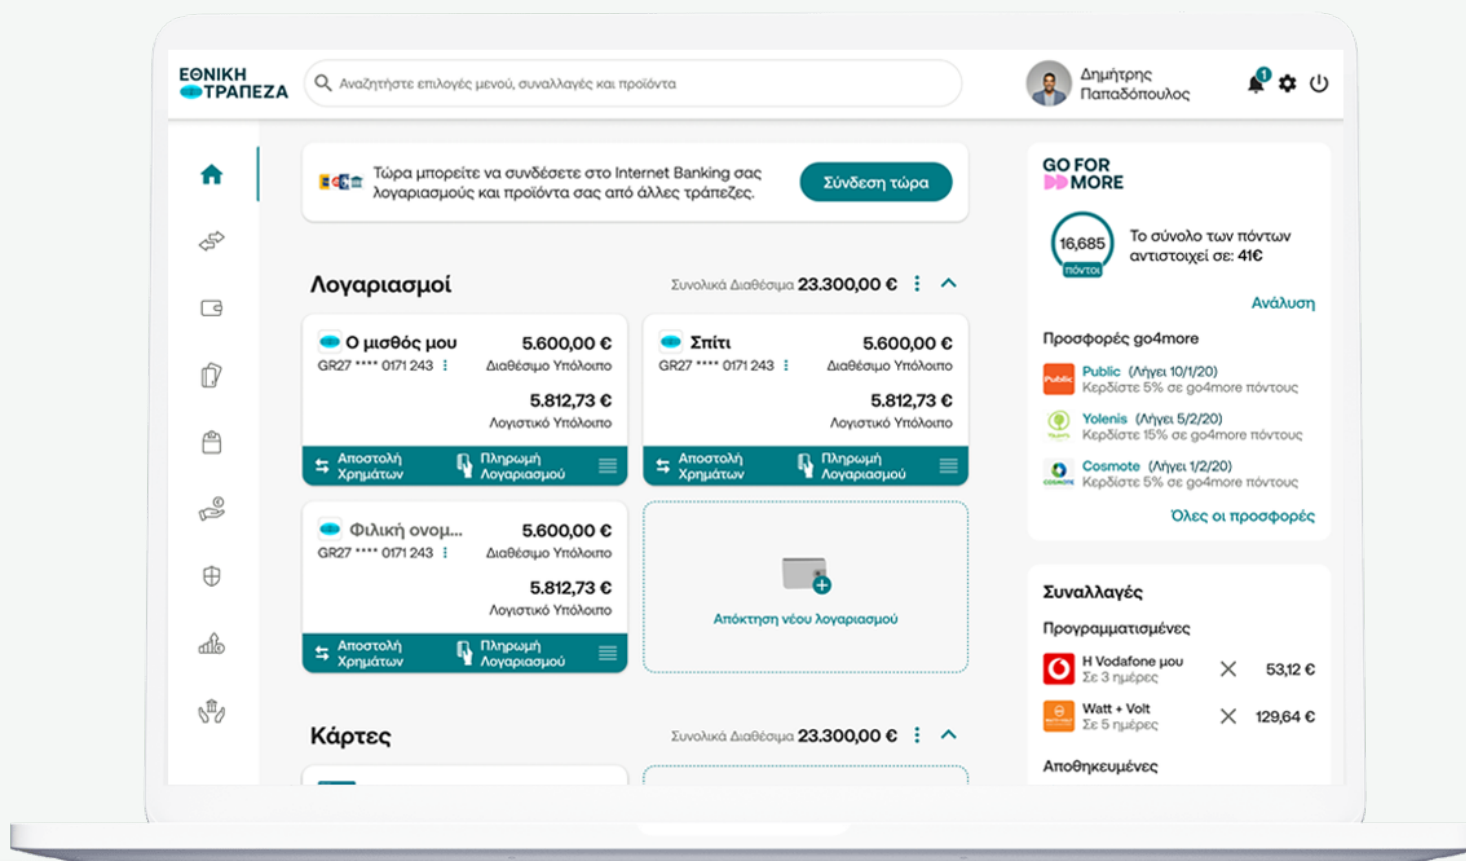 ΕΘΝΙΚΗ
ΤΡΑΠΕΖΑ
Αναζητήστε επιλογές μενού, συναλλαγές και προϊόντα
Δημήτρης
Παπαδόπουλος
1
Τώρα μπορείτε να συνδέσετε στο Internet Banking σας
λογαριασμούς και προϊόντα σας από άλλες τράπεζες.
Σύνδεση τώρα
Λογαριασμοί
Συνολικά Διαθέσιμα 23.300,00 €
Ο μισθός μου
5.600,00 €
GR27 **** 0171 243
Διαθέσιμο Υπόλοιπο
5.812,73 €
Λογιστικό Υπόλοιπο
Αποστολή
Χρημάτων
Πληρωμή
Λογαριασμού
Σπίτι
5.600,00 €
GR27 **** 0171 243
Διαθέσιμο Υπόλοιπο
5.812,73 €
Λογιστικό Υπόλοιπο
Αποστολή
Χρημάτων
Πληρωμή
Λογαριασμού
Φιλική ονομ...
5.600,00 €
GR27 **** 0171 243
Διαθέσιμο Υπόλοιπο
5.812,73 €
Λογιστικό Υπόλοιπο
Αποστολή
Χρημάτων
Πληρωμή
Λογαριασμού
Απόκτηση νέου λογαριασμού
Κάρτες
Συνολικά Διαθέσιμα 23.300,00 €
GO FOR
MORE
16,685
πόντοι
Το σύνολο των πόντων
αντιστοιχεί σε: 41€
Ανάλυση
Προσφορές go4more
Public
Public (Λήγει 10/1/20)
Κερδίστε 5% σε go4more πόντους
Yolenis (Λήγει 5/2/20)
Κερδίστε 15% σε go4more πόντους
COSMOTE
Cosmote (Λήγει 1/2/20)
Κερδίστε 5% σε go4more πόντους
Όλες οι προσφορές
Συναλλαγές
Προγραμματισμένες
Η Vodafone μου
Σε 3 ημέρες
53,12 €
Watt + Volt
Σε 5 ημέρες
129,64 €
Αποθηκευμένες